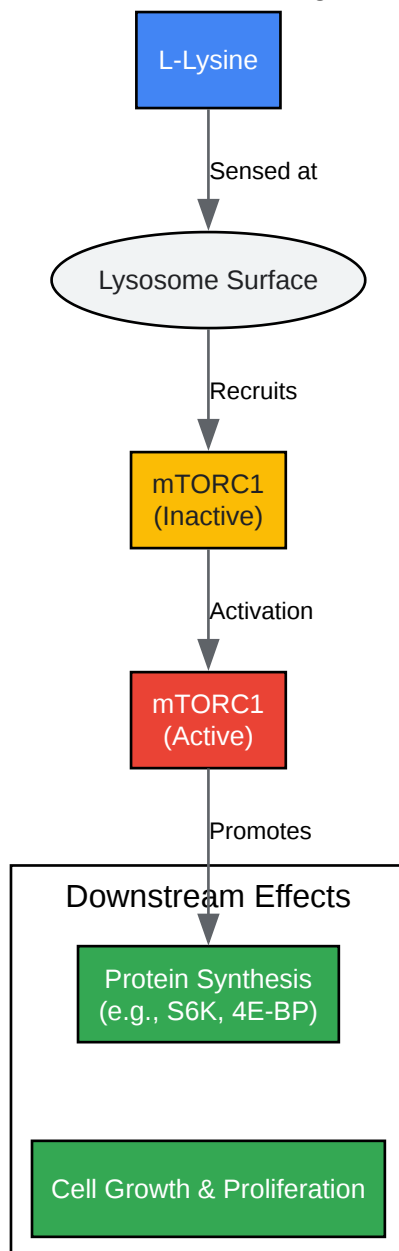 L-Lysine
Sensed at
Lysosome Surface
Recruits
mTORC1
(Inactive)
Activation
mTORC1
(Active)
Promotes
Downstream Effects
Protein Synthesis
(e.g., S6K, 4E-BP)
Cell Growth & Proliferation